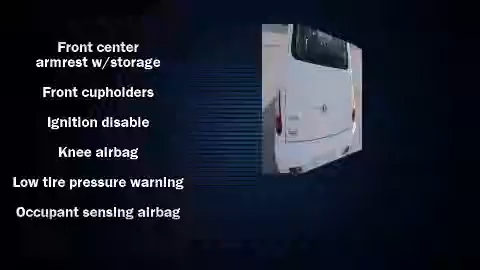 Front center
armrest w/storage
Front cupholders
Ignition disable
Knee airbag
Low tire pressure warning
Occupant sensing airbag